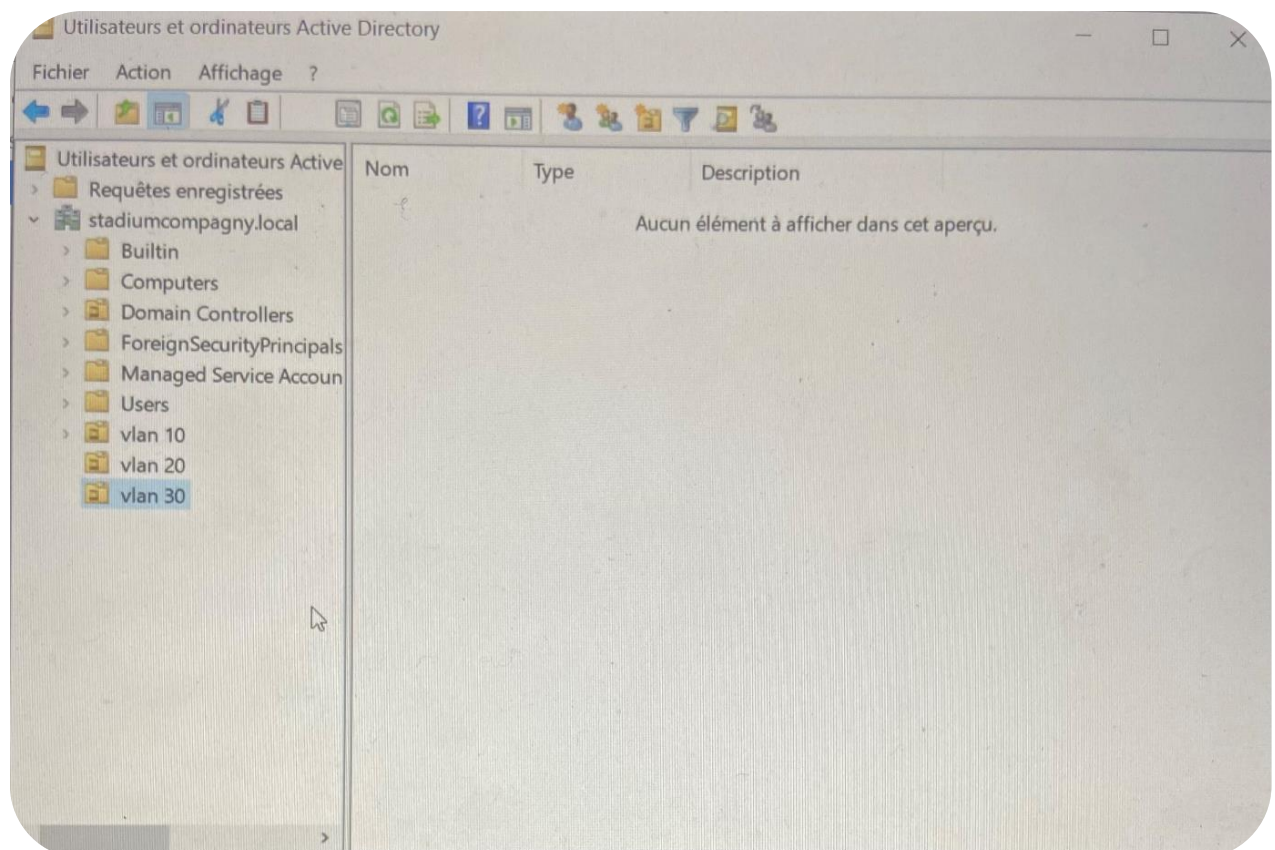 Utilisateurs et ordinateurs Active Directory
Fichier Action Affichage ?
Utilisateurs et ordinateurs Active
Requêtes enregistrées
stadiumcompagny.local
Builtin
Computers
Domain Controllers
ForeignSecurityPrincipals
Managed Service Accoun
Users
vlan 10
vlan 20
vlan 30
Nom Type Description
Aucun élément à afficher dans cet aperçu.